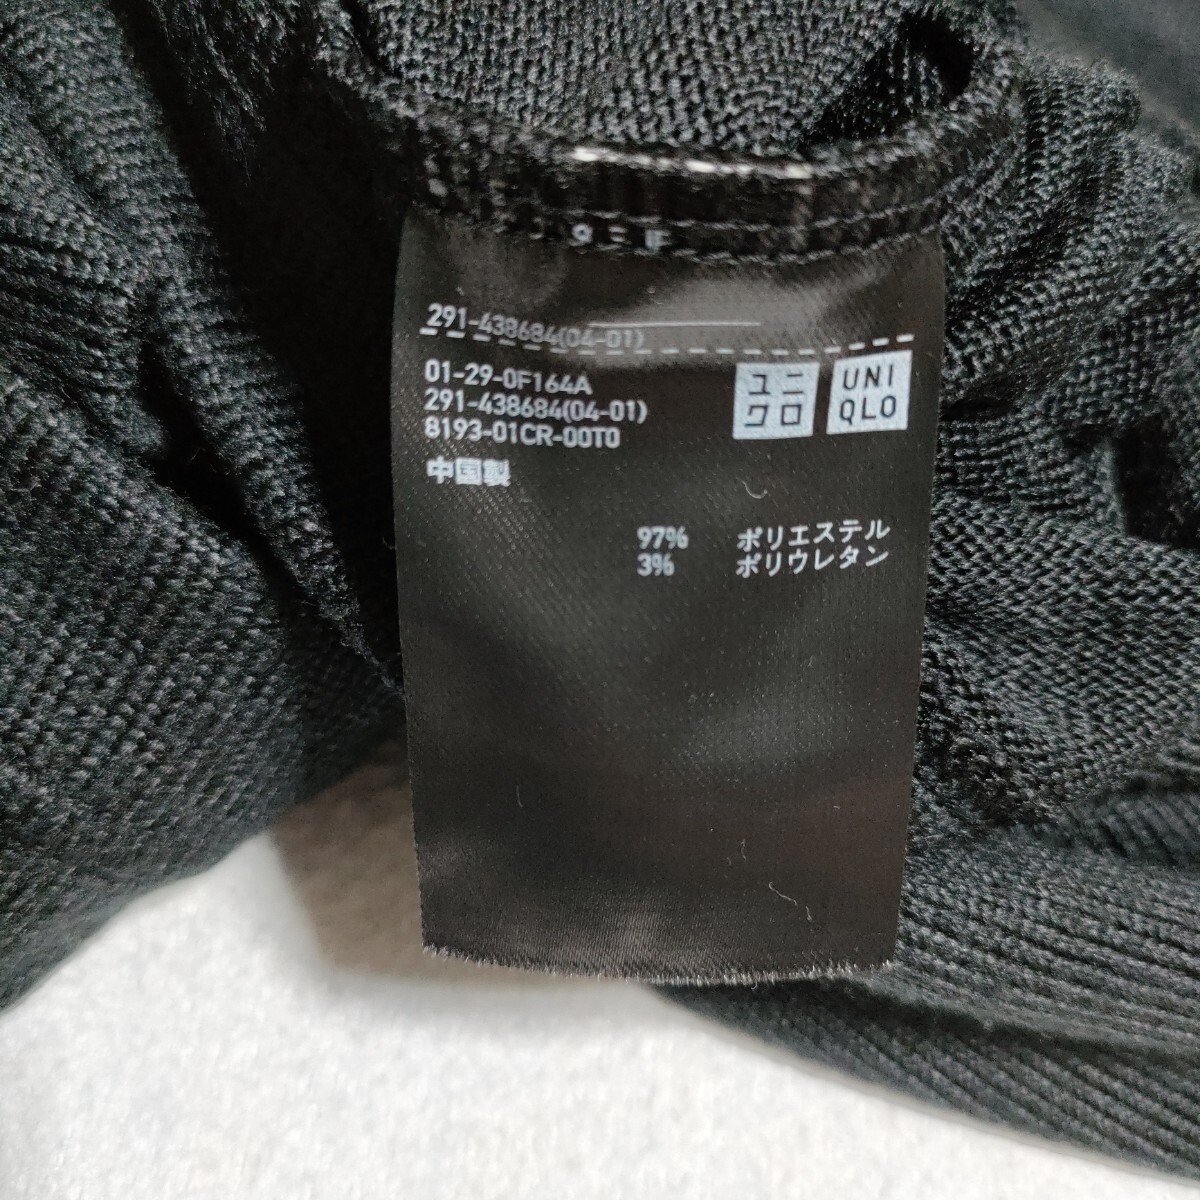 291-438684(04-01)
01-29-0F164A
291-438684(04-01)
8193-01CR-00T0
中国製
ユニ
クロ
UNI
QLO
97% ポリエステル
3% ポリウレタン